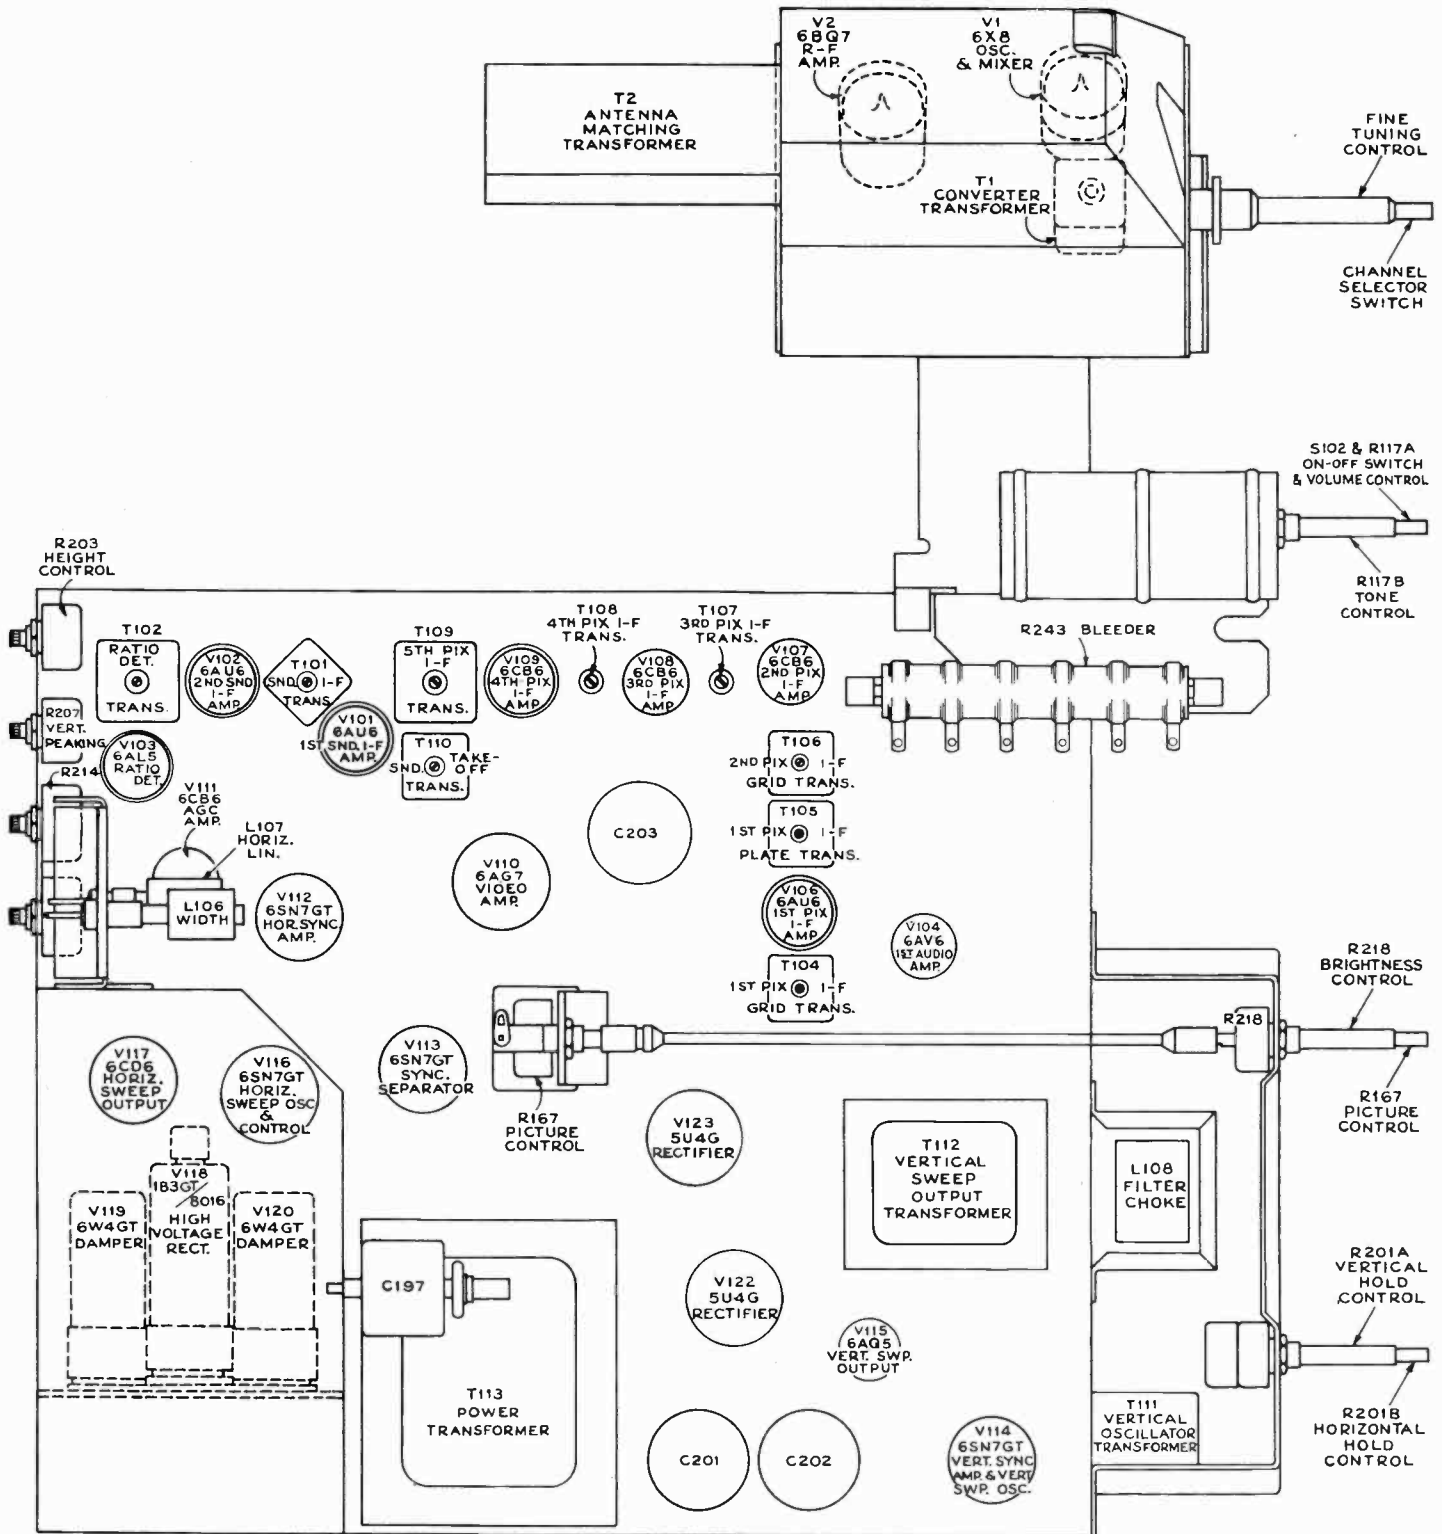 V2
6BQ7
R-F
AMP.
V1
6X8
OSC.
& MIXER
T2
ANTENNA
MATCHING
TRANSFORMER
T1
CONVERTER
TRANSFORMER
FINE
TUNING
CONTROL
CHANNEL
SELECTOR
SWITCH
S102 & R117A
ON-OFF SWITCH
& VOLUME CONTROL
R117B
TONE
CONTROL
R203
HEIGHT
CONTROL
T102
RATIO
DET.
TRANS.
V102
6AU6
2ND SND
I-F
AMP
T101
SND. I-F
TRANS.
T109
5TH PIX
I-F
TRANS.
V109
6CB6
4TH PIX
I-F
AMP
T108
4TH PIX I-F
TRANS.
V108
6CB6
3RD PIX
I-F
AMP
T107
3RD PIX I-F
TRANS.
V107
6CB6
2ND PIX
I-F
AMP
R243 BLEEDER
R207
VERT.
PEAKING
V103
6AL5
RATIO
DET.
V101
6AU6
1ST SND. I-F
AMP.
T110
SND. TAKE-OFF
TRANS.
T106
2ND PIX I-F
GRID TRANS.
R214
V111
6CB6
AGC
AMP.
L107
HORIZ.
LIN.
C203
T105
1ST PIX I-F
PLATE TRANS.
L106
WIDTH
V112
6SN7GT
HOR. SYNC.
AMP.
V110
6AG7
VIDEO
AMP.
V106
6AU6
1ST PIX
I-F
AMP
V104
6AV6
1ST AUDIO
AMP.
T104
1ST PIX I-F
GRID TRANS.
R218
BRIGHTNESS
CONTROL
R218
R167
PICTURE
CONTROL
V117
6CD6
HORIZ.
SWEEP
OUTPUT
V116
6SN7GT
HORIZ.
SWEEP OSC
&
CONTROL
V113
6SN7GT
SYNC.
SEPARATOR
R167
PICTURE
CONTROL
V123
5U4G
RECTIFIER
T112
VERTICAL
SWEEP
OUTPUT
TRANSFORMER
L108
FILTER
CHOKE
V119
6W4GT
DAMPER
V118
1B3GT/8016
HIGH
VOLTAGE
RECT.
V120
6W4GT
DAMPER
C197
V122
5U4G
RECTIFIER
R201A
VERTICAL
HOLD
CONTROL
V115
6AQ5
VERT. SWP.
OUTPUT
T113
POWER
TRANSFORMER
T111
VERTICAL
OSCILLATOR
TRANSFORMER
R201B
HORIZONTAL
HOLD
CONTROL
C201
C202
V114
6SN7GT
VERT. SYNC
AMP. & VERT
SWP. OSC.